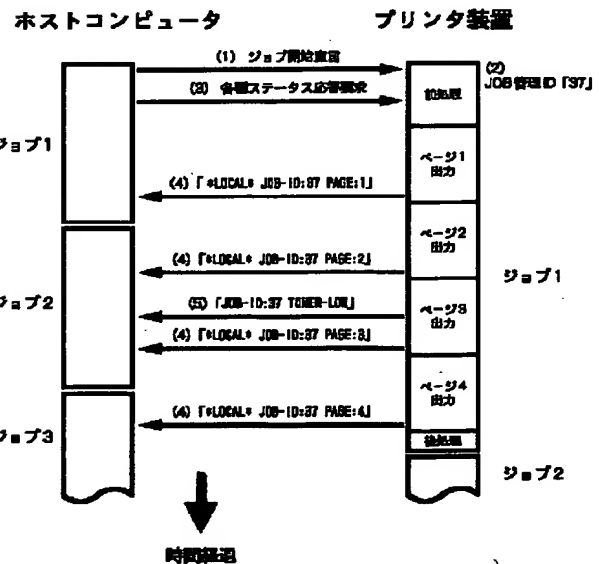 ホストコンピュータ
プリンタ装置
(1) ジョブ開始宣言
(2)
JOB管理ID「37」
(3) 各種ステータス応答要求
前処理
ジョブ1
ページ1
出力
(4)「*LOCAL* JOB-ID:37 PAGE:1」
ページ2
出力
(4)「*LOCAL* JOB-ID:37 PAGE:2」
ジョブ1
ジョブ2
(5)「JOB-ID:37 TONER-LOW」
ページ3
出力
(4)「*LOCAL* JOB-ID:37 PAGE:3」
ページ4
出力
(4)「*LOCAL* JOB-ID:37 PAGE:4」
ジョブ3
後処理
ジョブ2
時間経過